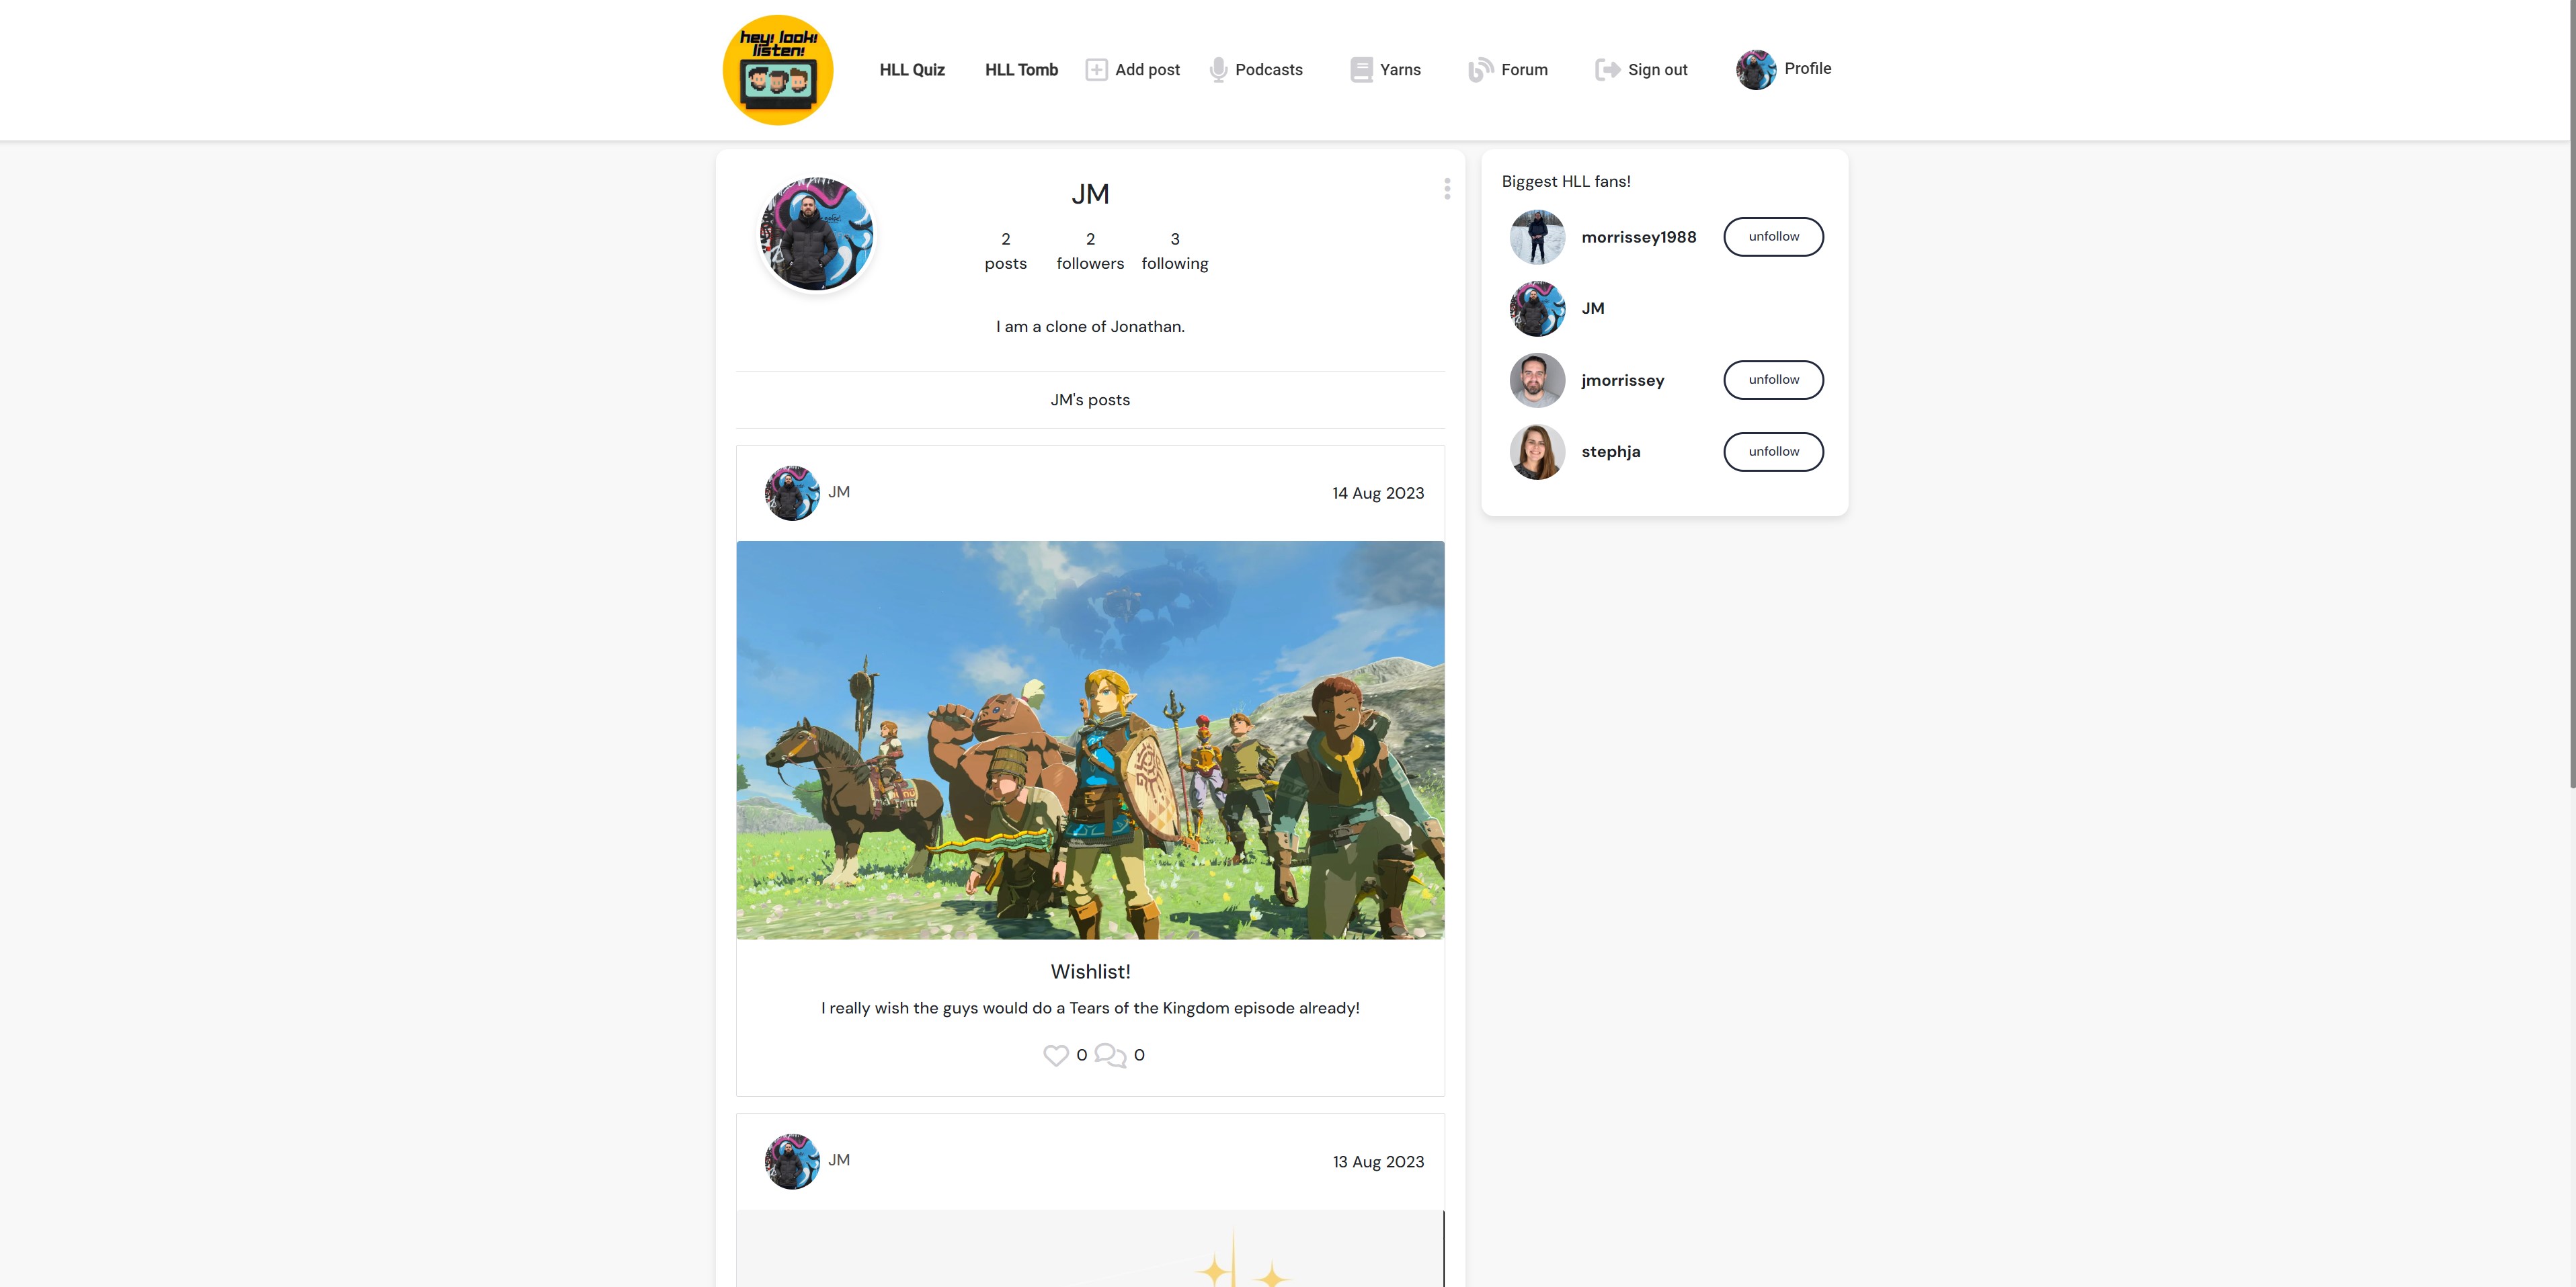 hey! look!
listen!
HLL Quiz
HLL Tomb
Add post
Podcasts
Yarns
Forum
Sign out
Profile
JM
2
posts
2
followers
3
following
I am a clone of Jonathan.
JM's posts
JM
14 Aug 2023
Wishlist!
I really wish the guys would do a Tears of the Kingdom episode already!
0
0
JM
13 Aug 2023
Biggest HLL fans!
morrissey1988
unfollow
JM
jmorrissey
unfollow
stephja
unfollow